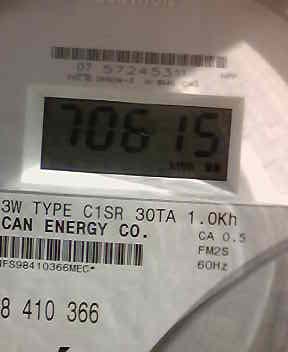 07 572453
70615
3W TYPE C1SR 30TA 1.0Kh
CAN ENERGY CO.
CA 0.5
FM2S
60Hz
IFS98410366MEC*
8 410 366